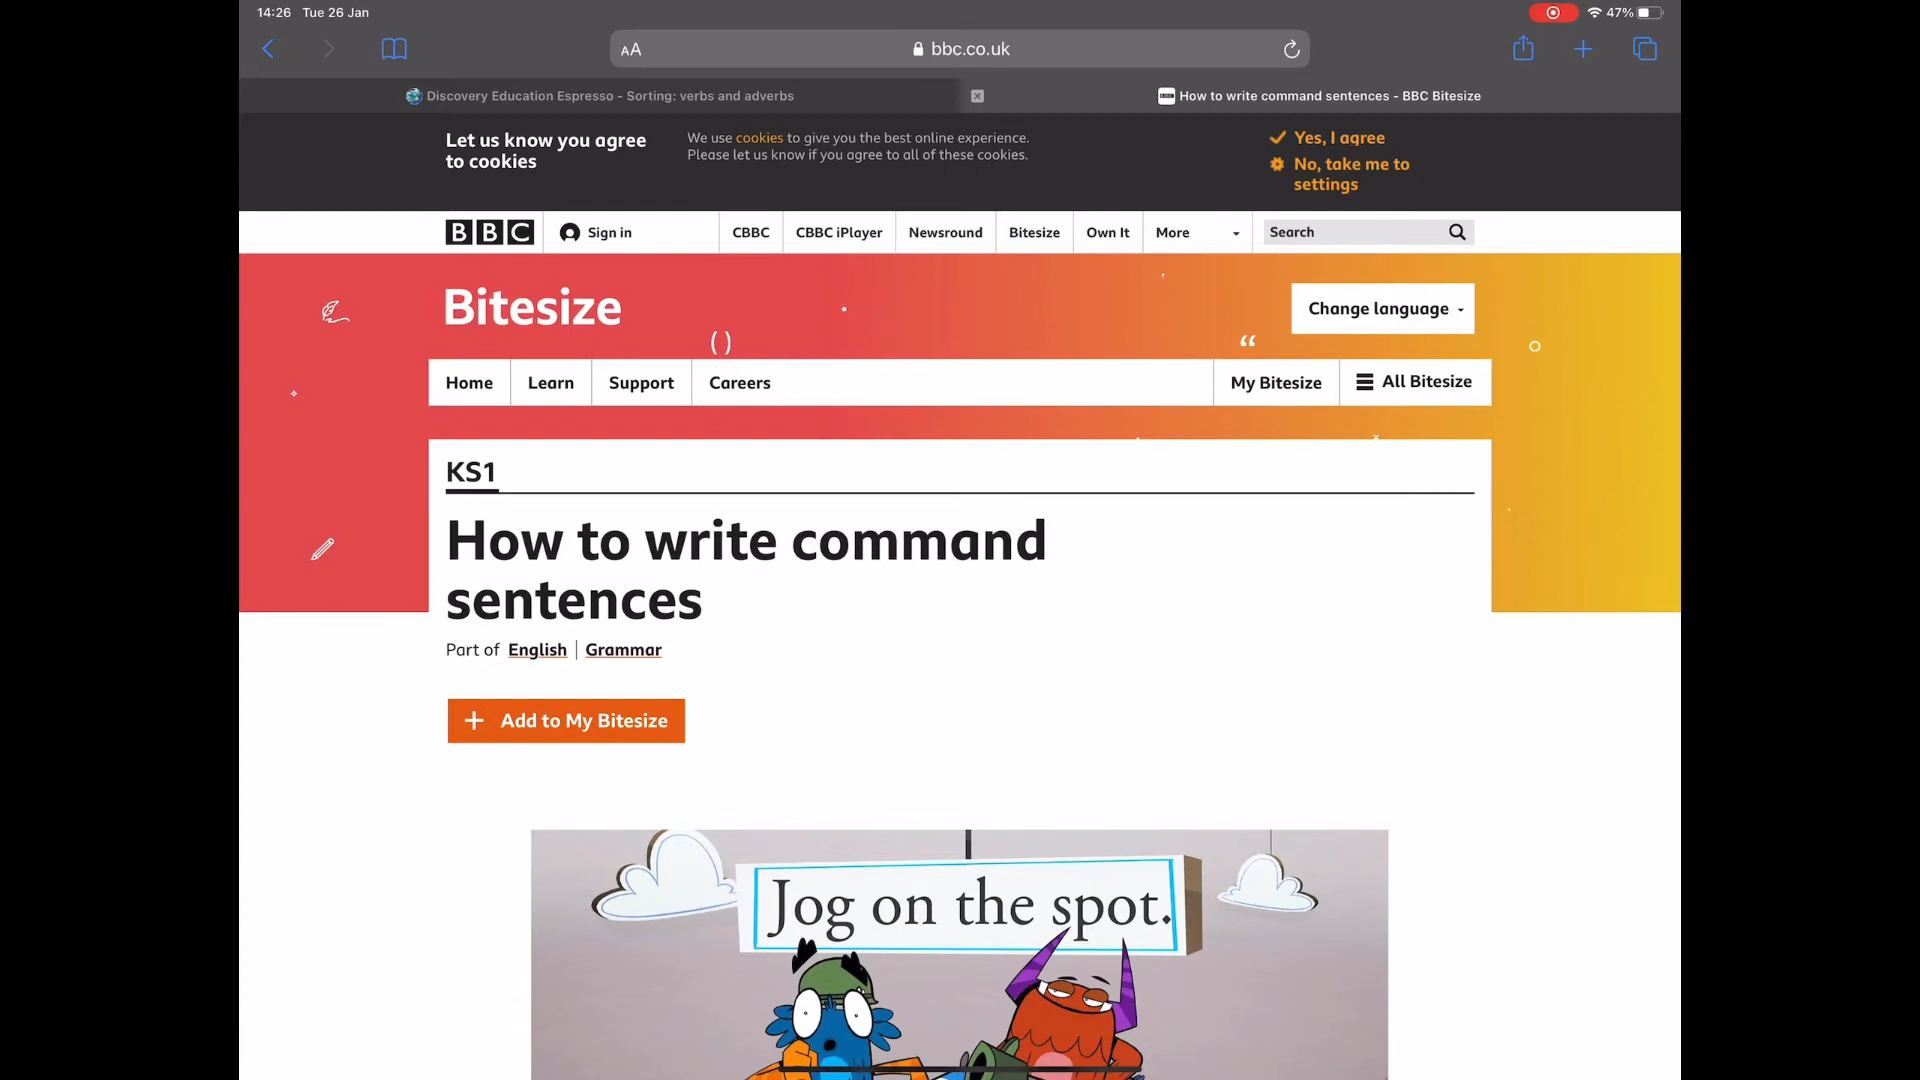 14:26 Tue 26 Jan
47%
AA
bbc.co.uk
Discovery Education Espresso - Sorting: verbs and adverbs
How to write command sentences - BBC Bitesize
Let us know you agree
to cookies
We use cookies to give you the best online experience.
Please let us know if you agree to all of these cookies.
Yes, I agree
No, take me to
settings
BBC
Sign in
CBBC
CBBC iPlayer
Newsround
Bitesize
Own It
More
Search
Bitesize
Change language
Home
Learn
Support
Careers
My Bitesize
All Bitesize
KS1
How to write command
sentences
Part of English | Grammar
+ Add to My Bitesize
Jog on the spot.